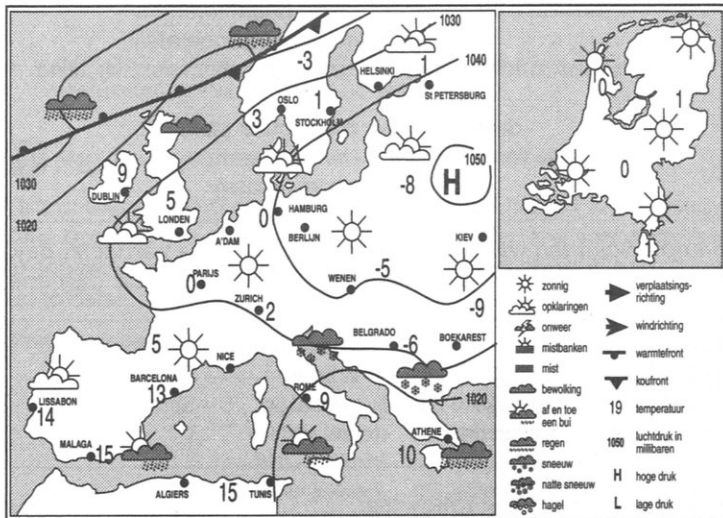 1030
-3
1040
HELSINKI
1
St PETERSBURG
OSLO
1
3
STOCKHOLM
1050
H
-8
9
DUBLIN
1030
1020
5
LONDEN
0
HAMBURG
A'DAM
BERLIJN
KIEV
PARIJS
0
WENEN
-5
-9
ZURICH
2
5
BELGRADO
-6
BOEKAREST
NICE
BARCELONA
13
ROME
9
1020
LISSABON
14
ATHENE
MALAGA
15
10
ALGIERS
15
TUNIS
0
1
0
1
zonnig
opklaringen
onweer
mistbanken
mist
bewolking
af en toe
een bui
regen
sneeuw
natte sneeuw
hagel
verplaatsings-
richting
windrichting
warmtefront
koufront
19 temperatuur
1050 luchtdruk in
millibaren
H hoge druk
L lage druk